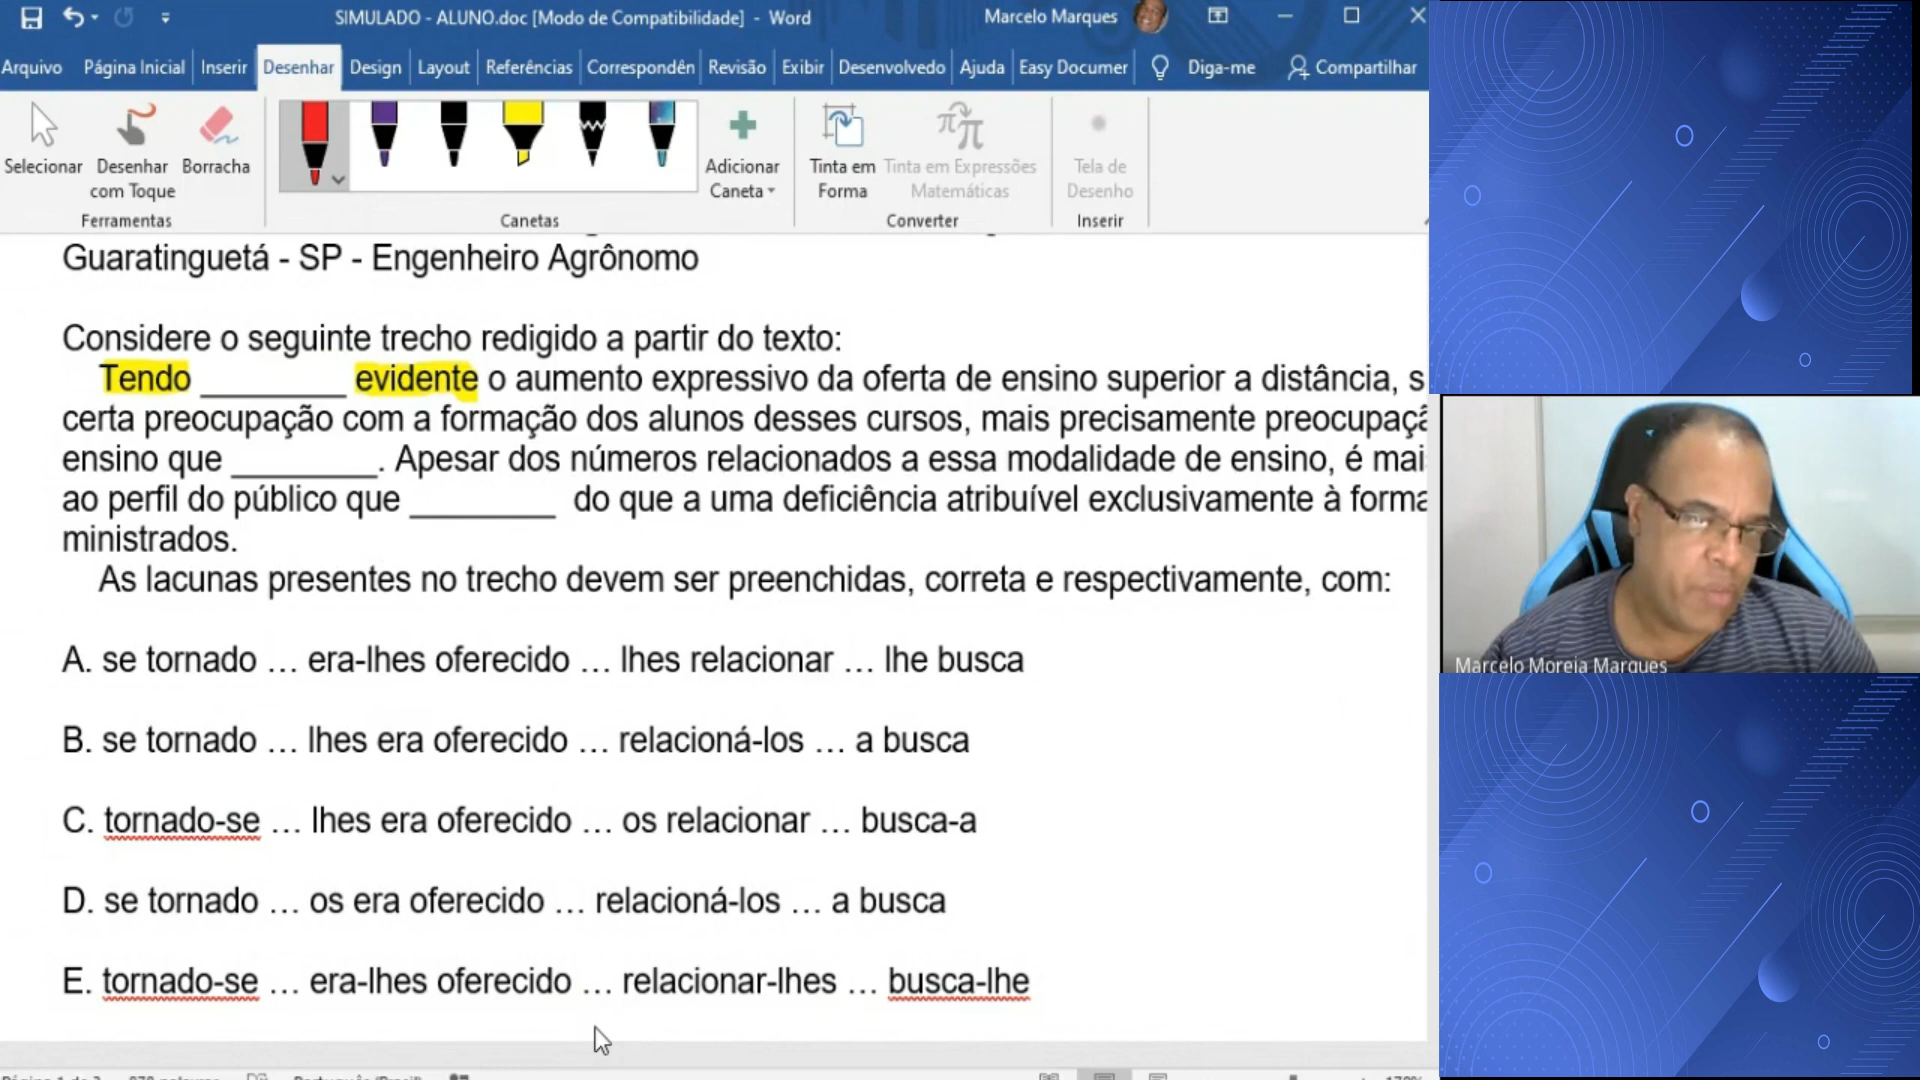 SIMULADO - ALUNO.doc [Modo de Compatibilidade] - Word
Marcelo Marques
Arquivo Página Inicial Inserir Desenhar Design Layout Referências Correspondên Revisão Exibir Desenvolvedo Ajuda Easy Documer Diga-me Compartilhar
Selecionar
Desenhar com Toque
Borracha
Adicionar Caneta
Tinta em Forma
Tinta em Expressões Matemáticas
Tela de Desenho
Ferramentas Canetas Converter Inserir
Guaratinguetá - SP - Engenheiro Agrônomo
Considere o seguinte trecho redigido a partir do texto:
Tendo ________ evidente o aumento expressivo da oferta de ensino superior a distância, s
certa preocupação com a formação dos alunos desses cursos, mais precisamente preocupaçã
ensino que ________. Apesar dos números relacionados a essa modalidade de ensino, é mai
ao perfil do público que ________ do que a uma deficiência atribuível exclusivamente à forma
ministrados.
As lacunas presentes no trecho devem ser preenchidas, correta e respectivamente, com:
A. se tornado … era-lhes oferecido … lhes relacionar … lhe busca
B. se tornado … lhes era oferecido … relacioná-los … a busca
C. tornado-se … lhes era oferecido … os relacionar … busca-a
D. se tornado … os era oferecido … relacioná-los … a busca
E. tornado-se … era-lhes oferecido … relacionar-lhes … busca-lhe
Marcelo Moreia Marques